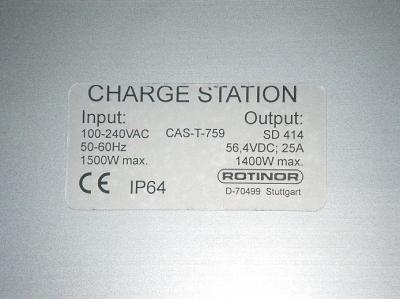 CHARGE STATION
Input: Output:
100-240VAC CAS-T-759 SD 414
50-60Hz 56,4VDC; 25A
1500W max. 1400W max.
CE IP64 ROTINOR
D-70499 Stuttgart